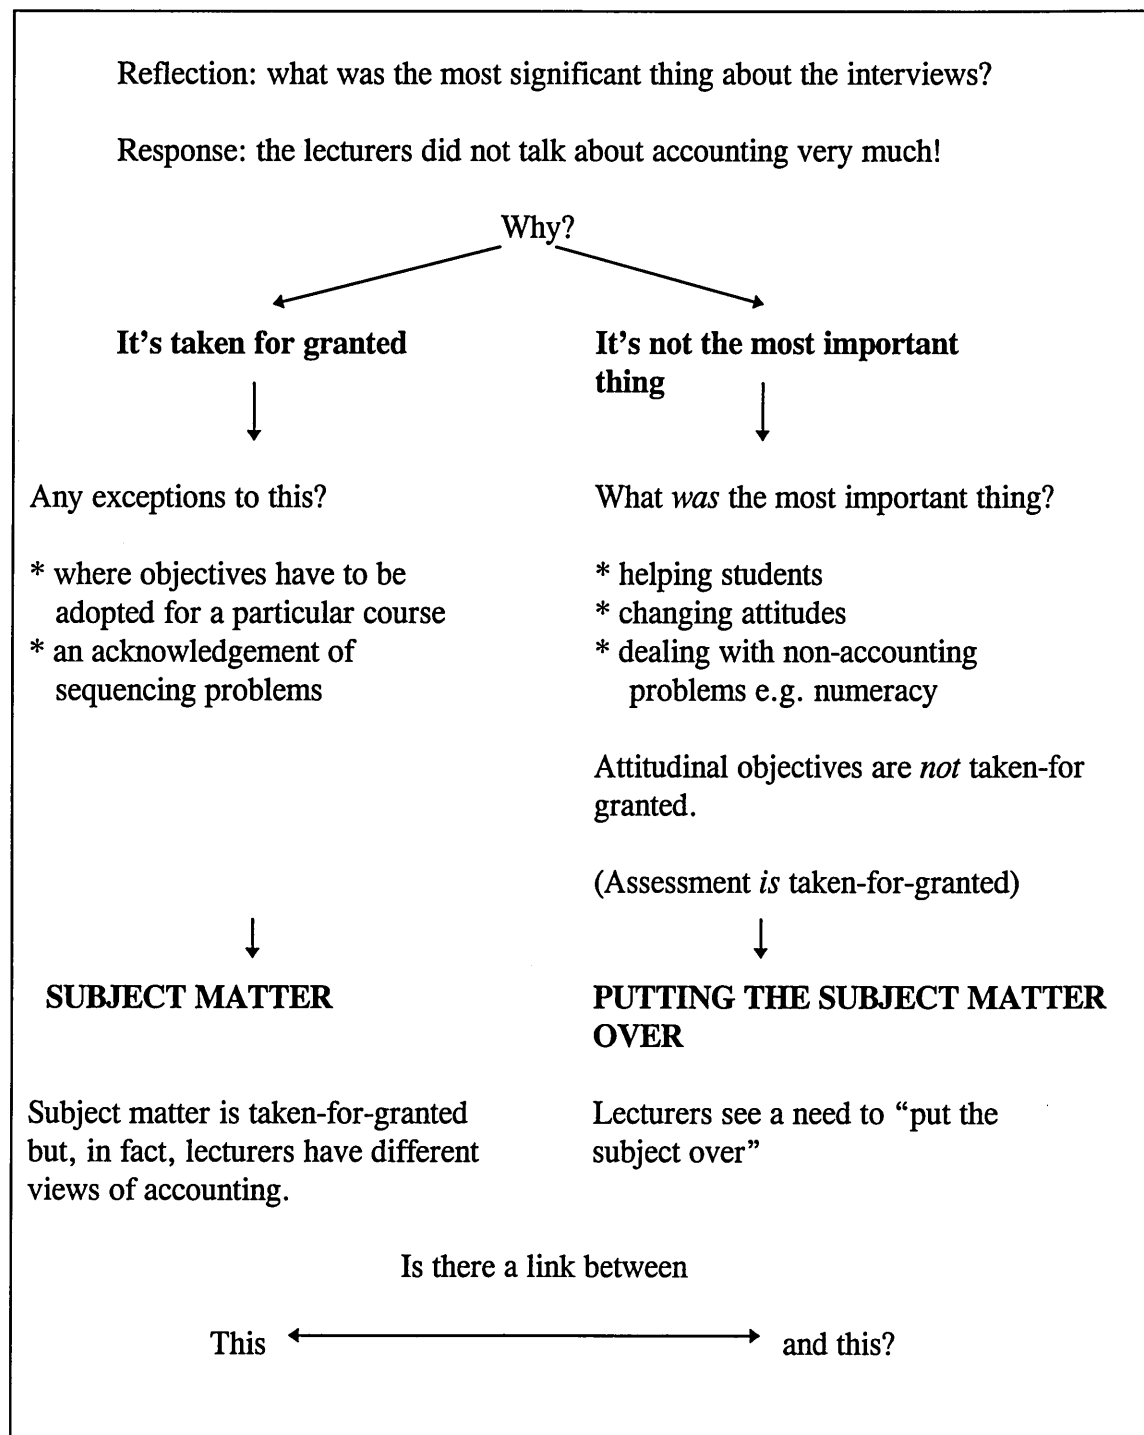 Reflection: what was the most significant thing about the interviews?
Response: the lecturers did not talk about accounting very much!
Why?
It's taken for granted
It's not the most important
thing
Any exceptions to this?
* where objectives have to be
adopted for a particular course
* an acknowledgement of
sequencing problems
What was the most important thing?
* helping students
* changing attitudes
* dealing with non-accounting
problems e.g. numeracy
Attitudinal objectives are not taken-for
granted.
(Assessment is taken-for-granted)
SUBJECT MATTER
Subject matter is taken-for-granted
but, in fact, lecturers have different
views of accounting.
PUTTING THE SUBJECT MATTER
OVER
Lecturers see a need to “put the
subject over”
Is there a link between
This
and this?